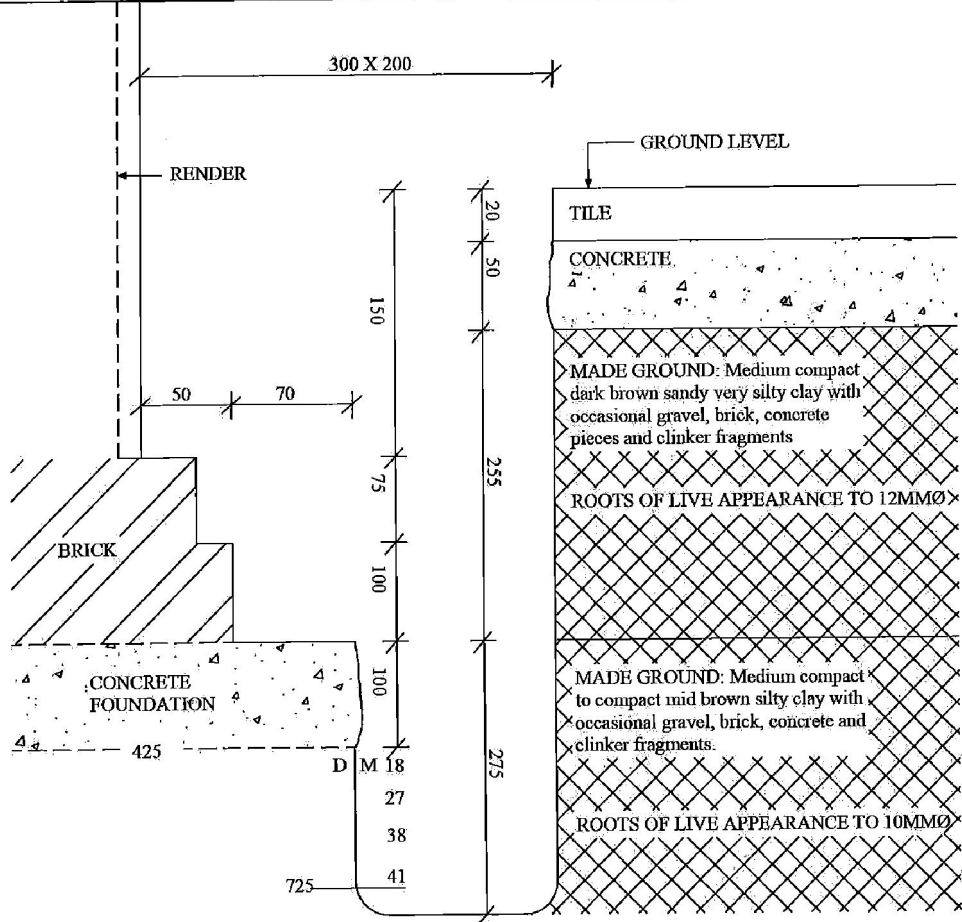 300 X 200
GROUND LEVEL
RENDER
TILE
20
CONCRETE
50
150
MADE GROUND: Medium compact
dark brown sandy very silty clay with
occasional gravel, brick, concrete
pieces and clinker fragments
50
70
255
75
ROOTS OF LIVE APPEARANCE TO 12MMØ
BRICK
100
MADE GROUND: Medium compact
to compact mid brown silty clay with
occasional gravel, brick, concrete and
clinker fragments.
CONCRETE
FOUNDATION
100
425
275
D M 18
27
38
41
ROOTS OF LIVE APPEARANCE TO 10MMØ
725